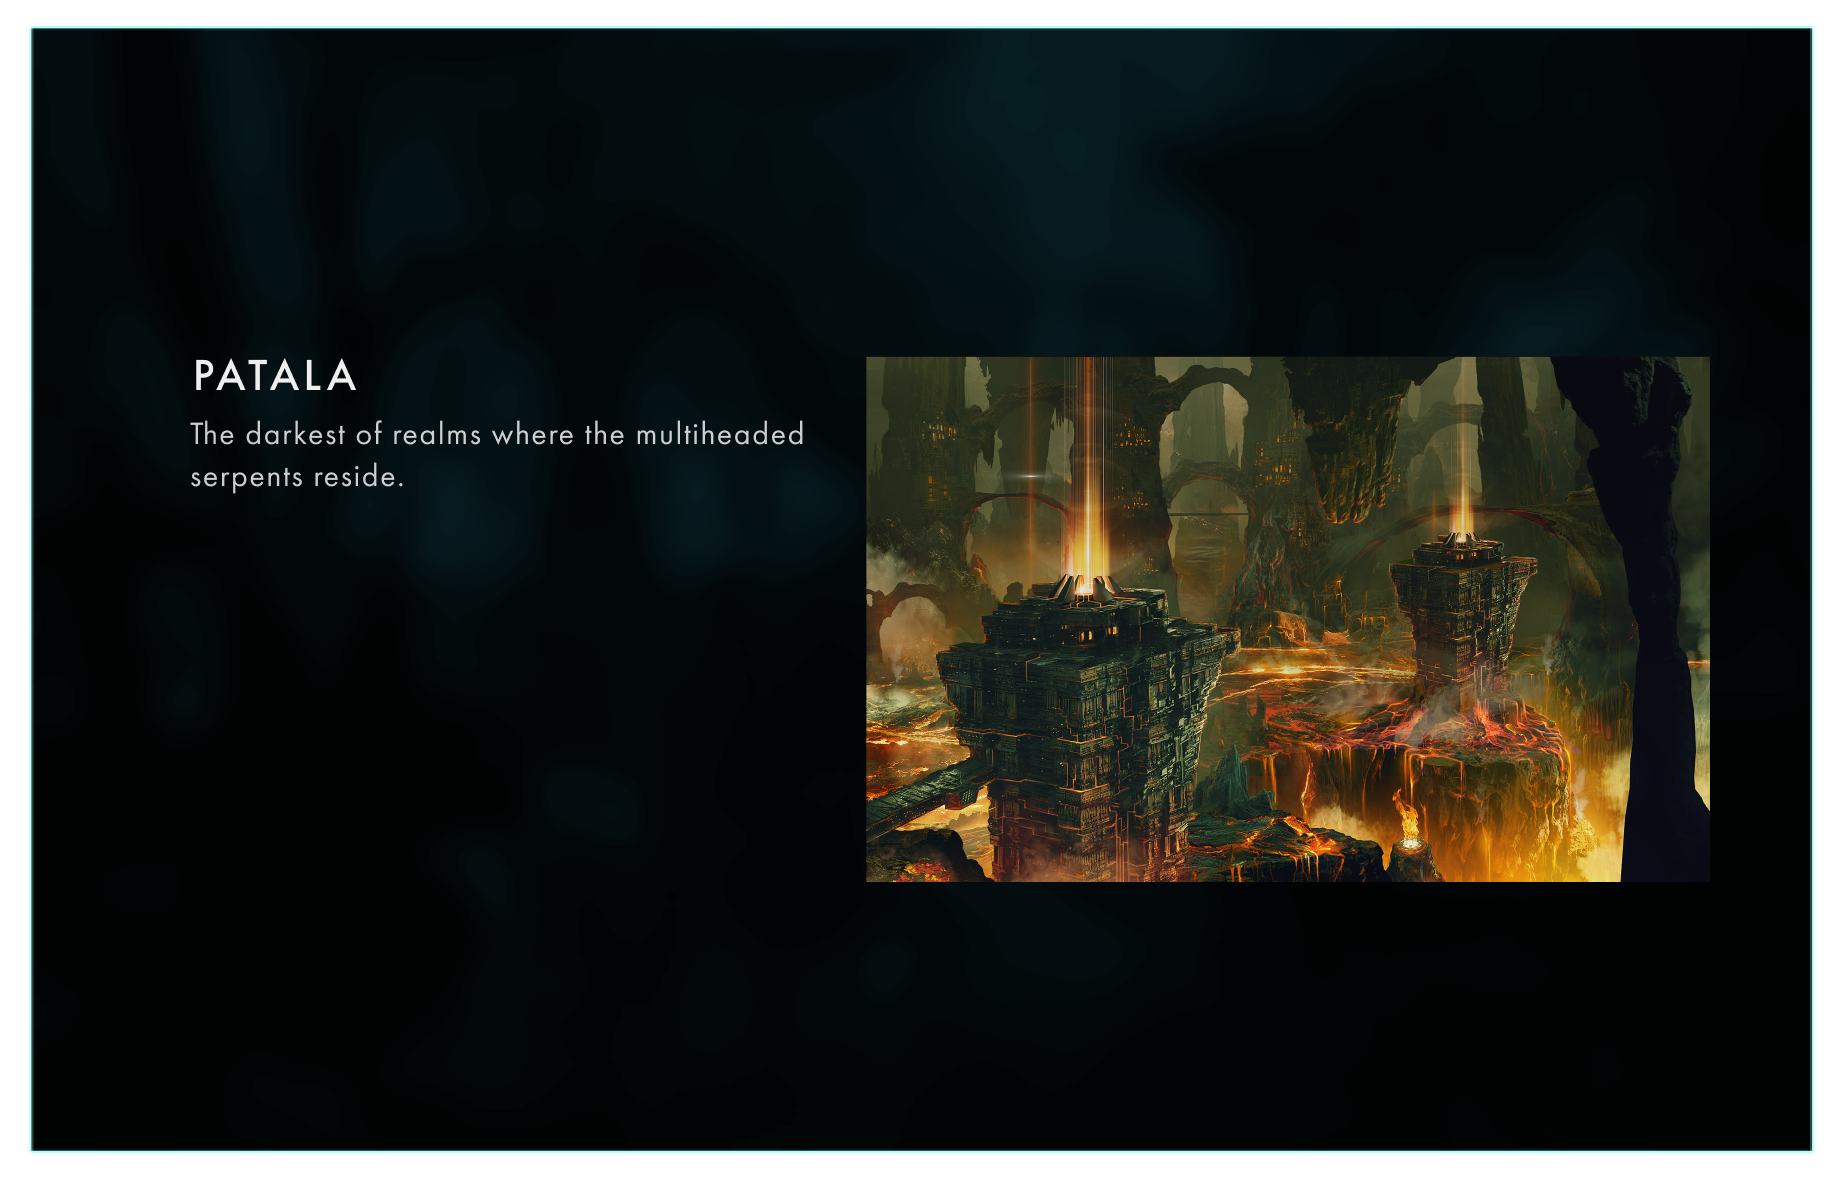 PATALA
The darkest of realms where the multiheaded
serpents reside.